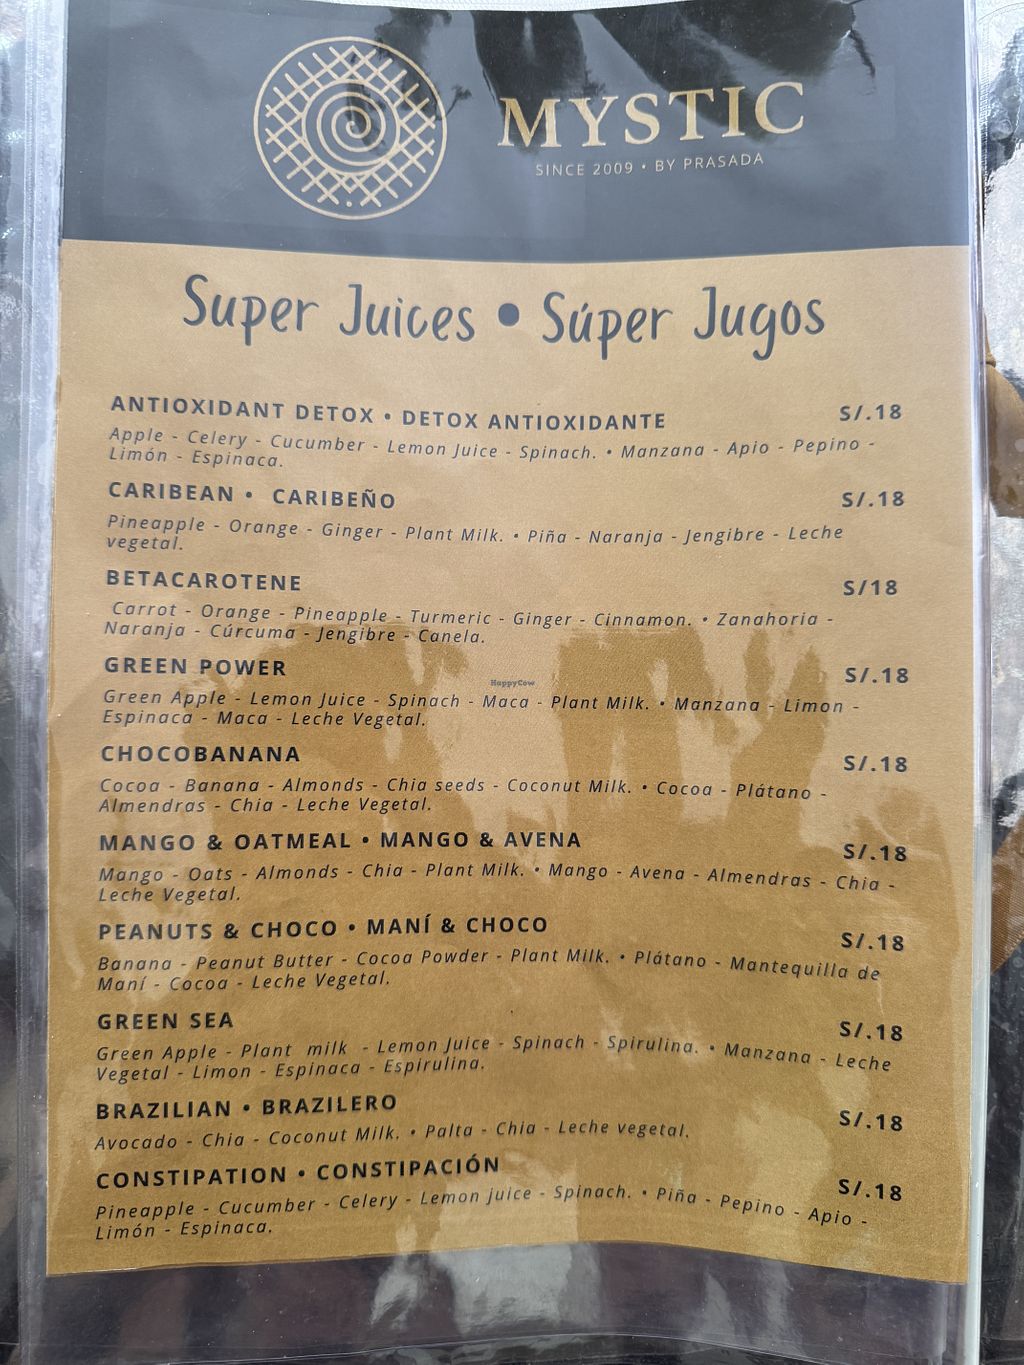 MYSTIC
SINCE 2009 • BY PRASADA
Super Juices • Súper Jugos
ANTIOXIDANT DETOX • DETOX ANTIOXIDANTE S/.18
Apple - Celery - Cucumber - Lemon Juice - Spinach. • Manzana - Apio - Pepino -
Limón - Espinaca.
CARIBEAN • CARIBEÑO S/.18
Pineapple - Orange - Ginger - Plant Milk. • Piña - Naranja - Jengibre - Leche
vegetal.
BETACAROTENE S/18
Carrot - Orange - Pineapple - Turmeric - Ginger - Cinnamon. • Zanahoria -
Naranja - Cúrcuma - Jengibre - Canela.
GREEN POWER S/.18
Green Apple - Lemon Juice - Spinach - Maca - Plant Milk. • Manzana - Limon -
Espinaca - Maca - Leche Vegetal.
HappyCow
CHOCOBANANA S/.18
Cocoa - Banana - Almonds - Chia seeds - Coconut Milk. • Cocoa - Plátano -
Almendras - Chia - Leche Vegetal.
MANGO & OATMEAL • MANGO & AVENA S/.18
Mango - Oats - Almonds - Chia - Plant Milk. • Mango - Avena - Almendras - Chia -
Leche Vegetal.
PEANUTS & CHOCO • MANÍ & CHOCO S/.18
Banana - Peanut Butter - Cocoa Powder - Plant Milk. • Plátano - Mantequilla de
Maní - Cocoa - Leche Vegetal.
GREEN SEA S/.18
Green Apple - Plant milk - Lemon Juice - Spinach - Spirulina. • Manzana - Leche
Vegetal - Limon - Espinaca - Espirulina.
BRAZILIAN • BRAZILERO S/.18
Avocado - Chia - Coconut Milk. • Palta - Chia - Leche vegetal.
CONSTIPATION • CONSTIPACIÓN S/.18
Pineapple - Cucumber - Celery - Lemon juice - Spinach. • Piña - Pepino - Apio -
Limón - Espinaca.